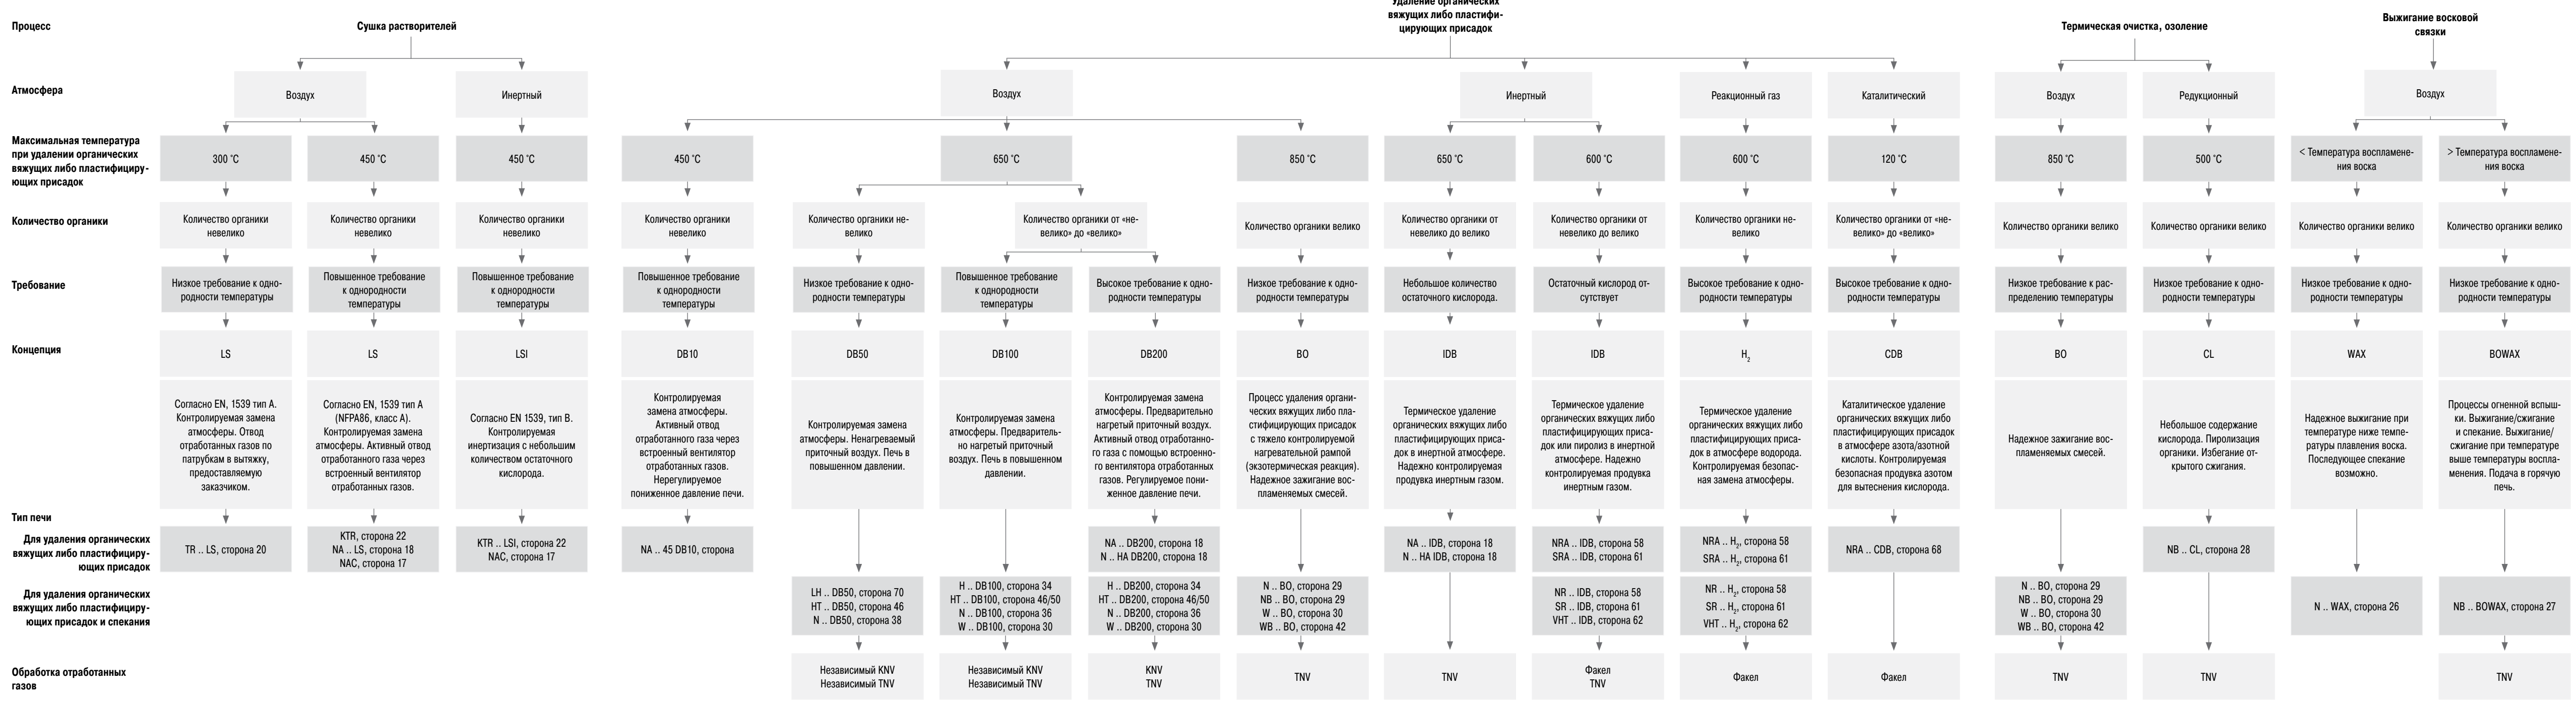 Удаление органических
вяжущих либо пластифи-
цирующих присадок
Процесс
Сушка растворителей
Термическая очистка, озоление
Выжигание восковой
связки
Атмосфера
Воздух
Инертный
Воздух
Инертный
Реакционный газ
Каталитический
Воздух
Редукционный
Воздух
Максимальная температура
при удалении органических
вяжущих либо пластифициру-
ющих присадок
300 °C
450 °C
450 °C
450 °C
650 °C
850 °C
650 °C
600 °C
600 °C
120 °C
850 °C
500 °C
< Температура воспламене-
ния воска
> Температура воспламене-
ния воска
Количество органики
Количество органики
невелико
Количество органики
невелико
Количество органики
невелико
Количество органики
невелико
Количество органики не-
велико
Количество органики от «не-
велико» до «велико»
Количество органики велико
Количество органики от
невелико до велико
Количество органики от
невелико до велико
Количество органики не-
велико
Количество органики от «не-
велико» до «велико»
Количество органики велико
Количество органики велико
Количество органики велико
Количество органики велико
Требование
Низкое требование к одно-
родности температуры
Повышенное требование
к однородности
температуры
Повышенное требование
к однородности
температуры
Повышенное требование
к однородности
температуры
Низкое требование к одно-
родности температуры
Повышенное требование
к однородности
температуры
Высокое требование к одно-
родности температуры
Низкое требование к одно-
родности температуры
Небольшое количество
остаточного кислорода.
Остаточный кислород от-
сутствует
Высокое требование к одно-
родности температуры
Высокое требование к одно-
родности температуры
Низкое требование к рас-
пределению температуры
Низкое требование к одно-
родности температуры
Низкое требование к одно-
родности температуры
Низкое требование к одно-
родности температуры
Концепция
LS
LS
LSI
DB10
DB50
DB100
DB200
BO
IDB
IDB
H2
CDB
BO
CL
WAX
BOWAX
Согласно EN, 1539 тип A.
Контролируемая замена
атмосферы. Отвод
отработанных газов по
патрубкам в вытяжку,
предоставляемую
заказчиком.
Согласно EN, 1539 тип A
(NFPA86, класс A).
Контролируемая замена
атмосферы. Активный отвод
отработанного газа через
встроенный вентилятор
отработанных газов.
Согласно EN 1539, тип B.
Контролируемая
инертизация с небольшим
количеством остаточного
кислорода.
Контролируемая
замена атмосферы.
Активный отвод
отработанного газа через
встроенный вентилятор
отработанных газов.
Нерегулируемое
пониженное давление печи.
Контролируемая замена
атмосферы. Ненагреваемый
приточный воздух. Печь в
повышенном давлении.
Контролируемая замена
атмосферы. Предваритель-
но нагретый приточный
воздух. Печь в повышенном
давлении.
Контролируемая замена
атмосферы. Предварительно
нагретый приточный воздух.
Активный отвод отработанно-
го газа с помощью встроенно-
го вентилятора отработанных
газов. Регулируемое пони-
женное давление печи.
Процесс удаления органи-
ческих вяжущих либо пла-
стифицирующих присадок
с тяжело контролируемой
нагревательной рампой
(экзотермическая реакция).
Надежное зажигание вос-
пламеняемых смесей.
Термическое удаление
органических вяжущих либо
пластифицирующих приса-
док в инертной атмосфере.
Надежно контролируемая
продувка инертным газом.
Термическое удаление
органических вяжущих либо
пластифицирующих приса-
док или пиролиз в инертной
атмосфере. Надежно
контролируемая продувка
инертным газом.
Термическое удаление
органических вяжущих либо
пластифицирующих приса-
док в атмосфере водорода.
Контролируемая безопас-
ная замена атмосферы.
Каталитическое удаление
органических вяжущих либо
пластифицирующих присадок
в атмосфере азота/азотной
кислоты. Контролируемая
безопасная продувка азотом
для вытеснения кислорода.
Надежное зажигание вос-
пламеняемых смесей.
Небольшое содержание
кислорода. Пиролизация
органики. Избегание от-
крытого сжигания.
Надежное выжигание при
температуре ниже темпе-
ратуры плавления воска.
Последующее спекание
возможно.
Процессы огненной вспыш-
ки. Выжигание/сжигание
и спекание. Выжигание/
сжигание при температуре
выше температуры воспла-
менения. Подача в горячую
печь.
Тип печи
Для удаления органических
вяжущих либо пластифициру-
ющих присадок
TR .. LS, сторона 20
KTR, сторона 22
NA .. LS, сторона 18
NAC, сторона 17
KTR .. LSI, сторона 22
NAC, сторона 17
NA .. 45 DB10, сторона
NA .. DB200, сторона 18
N .. HA DB200, сторона 18
NA .. IDB, сторона 18
N .. HA IDB, сторона 18
NRA .. IDB, сторона 58
SRA .. IDB, сторона 61
NRA .. H2, сторона 58
SRA .. H2, сторона 61
NRA .. CDB, сторона 68
NB .. CL, сторона 28
Для удаления органических
вяжущих либо пластифициру-
ющих присадок и спекания
LH .. DB50, сторона 70
HT .. DB50, сторона 46
N .. DB50, сторона 38
H .. DB100, сторона 34
HT .. DB100, сторона 46/50
N .. DB100, сторона 36
W .. DB100, сторона 30
H .. DB200, сторона 34
HT .. DB200, сторона 46/50
N .. DB200, сторона 36
W .. DB200, сторона 30
N .. BO, сторона 29
NB .. BO, сторона 29
W .. BO, сторона 30
WB .. BO, сторона 42
NR .. IDB, сторона 58
SR .. IDB, сторона 61
VHT .. IDB, сторона 62
NR .. H2, сторона 58
SR .. H2, сторона 61
VHT .. H2, сторона 62
N .. BO, сторона 29
NB .. BO, сторона 29
W .. BO, сторона 30
WB .. BO, сторона 42
N .. WAX, сторона 26
NB .. BOWAX, сторона 27
Обработка отработанных
газов
Независимый KNV
Независимый TNV
Независимый KNV
Независимый TNV
KNV
TNV
TNV
TNV
Факел
TNV
Факел
Факел
TNV
TNV
TNV